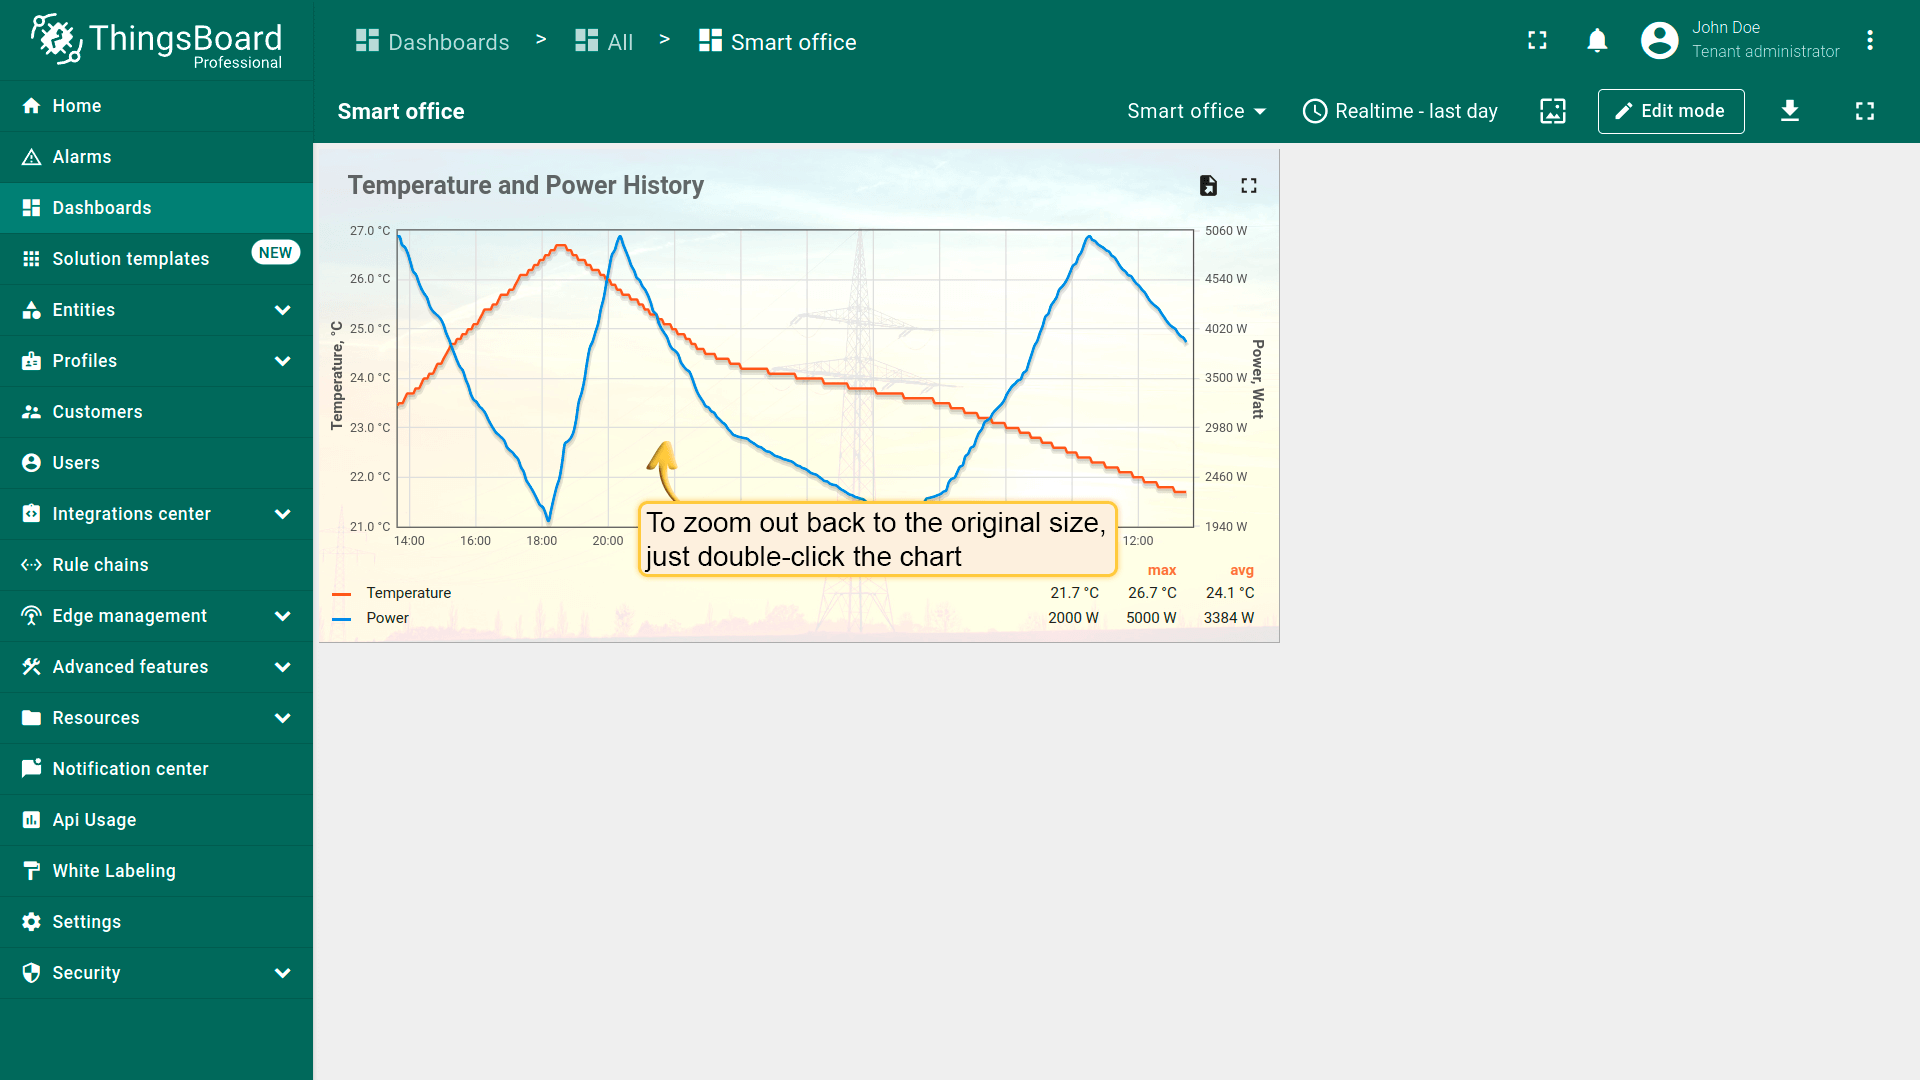 ThingsBoard
Professional
Dashboards > All > Smart office
John Doe
Tenant administrator
Smart office
Smart office
Realtime - last day
Edit mode
Home
Alarms
Dashboards
Solution templates NEW
Entities
Profiles
Customers
Users
Integrations center
Rule chains
Edge management
Advanced features
Resources
Notification center
Api Usage
White Labeling
Settings
Security
Temperature and Power History
27.0 °C
26.0 °C
25.0 °C
24.0 °C
23.0 °C
22.0 °C
21.0 °C
Temperature, °C
5060 W
4540 W
4020 W
3500 W
2980 W
2460 W
1940 W
Power, Watt
14:00 16:00 18:00 20:00 12:00
To zoom out back to the original size,
just double-click the chart
max avg
Temperature 21.7 °C 26.7 °C 24.1 °C
Power 2000 W 5000 W 3384 W